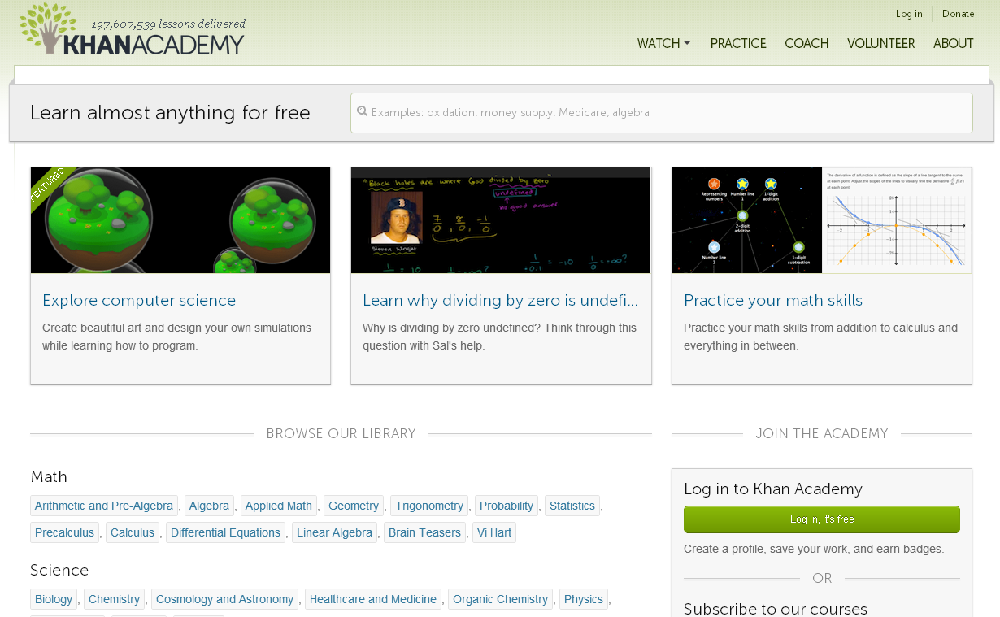 197,607,539 lessons delivered
KHANACADEMY
Log in
Donate
WATCH
PRACTICE
COACH
VOLUNTEER
ABOUT
Learn almost anything for free
Examples: oxidation, money supply, Medicare, algebra
FEATURED
Explore computer science
Create beautiful art and design your own simulations
while learning how to program.
Black holes are where God divided by zero
undefined
no good answer
7/0, 8/0, -1/0
Steven Wright
Learn why dividing by zero is undefi...
Why is dividing by zero undefined? Think through this
question with Sal's help.
Representing
numbers
Number line
1
1-digit
addition
2-digit
addition
Number line
2
1-digit
subtraction
The derivative of a function is defined as the slope of a line tangent to the curve
at each point. Adjust the slopes of the lines to visually find the derivative
at each point.
Practice your math skills
Practice your math skills from addition to calculus and
everything in between.
BROWSE OUR LIBRARY
Math
Arithmetic and Pre-Algebra, Algebra, Applied Math, Geometry, Trigonometry, Probability, Statistics,
Precalculus, Calculus, Differential Equations, Linear Algebra, Brain Teasers, Vi Hart
Science
Biology, Chemistry, Cosmology and Astronomy, Healthcare and Medicine, Organic Chemistry, Physics,
JOIN THE ACADEMY
Log in to Khan Academy
Log in, it's free
Create a profile, save your work, and earn badges.
OR
Subscribe to our courses